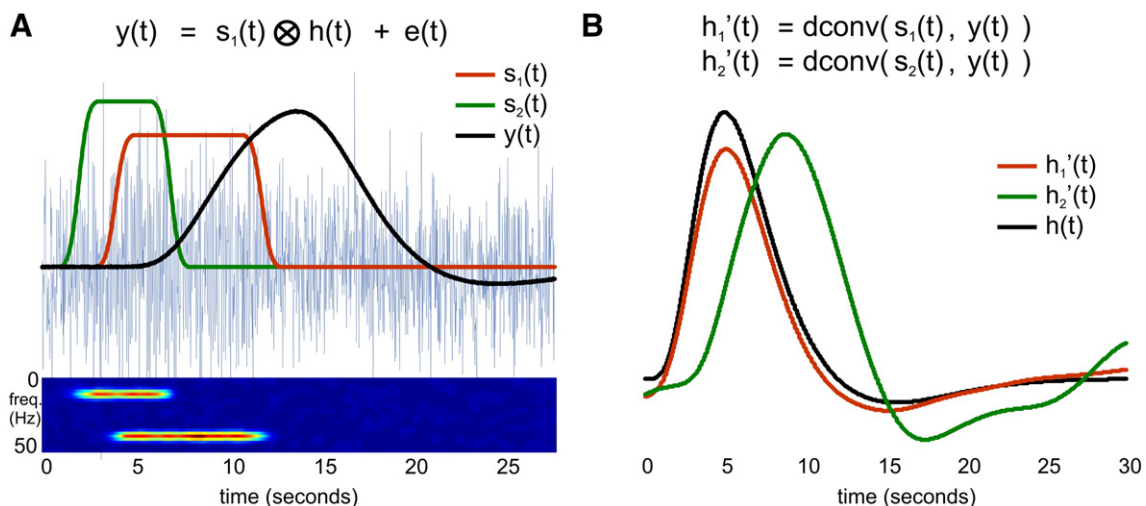 A
y(t) = s₁(t) ⊗ h(t) + e(t)
s₁(t)
s₂(t)
y(t)
0
freq.
(Hz)
50
0 5 10 15 20 25
time (seconds)
B
h₁'(t) = dconv( s₁(t), y(t) )
h₂'(t) = dconv( s₂(t), y(t) )
h₁'(t)
h₂'(t)
h(t)
0 5 10 15 20 25 30
time (seconds)